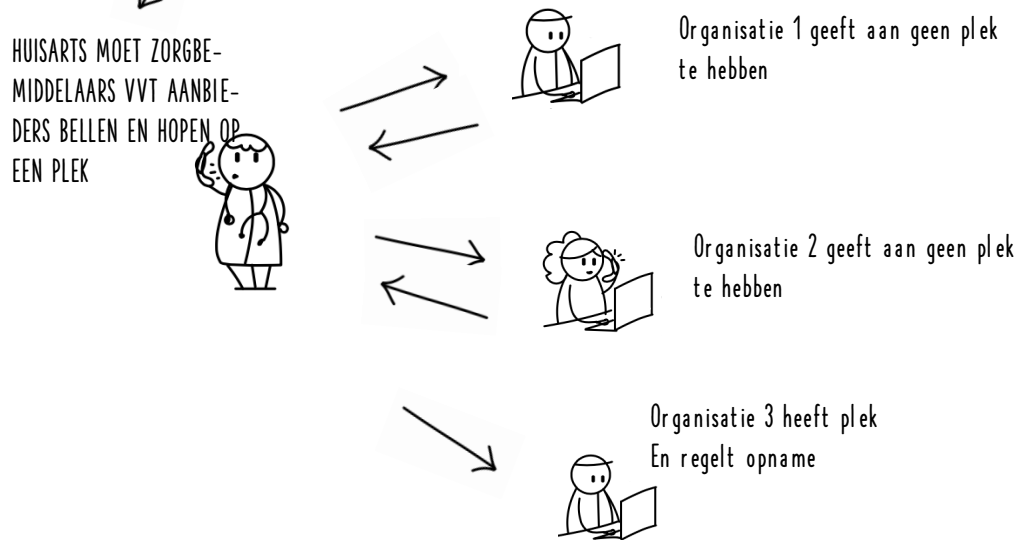 HUISARTS MOET ZORGBE-
MIDDELAARS VVT AANBIE-
DERS BELLEN EN HOPEN OP
EEN PLEK
Organisatie 1 geeft aan geen plek
te hebben
Organisatie 2 geeft aan geen plek
te hebben
Organisatie 3 heeft plek
En regelt opname